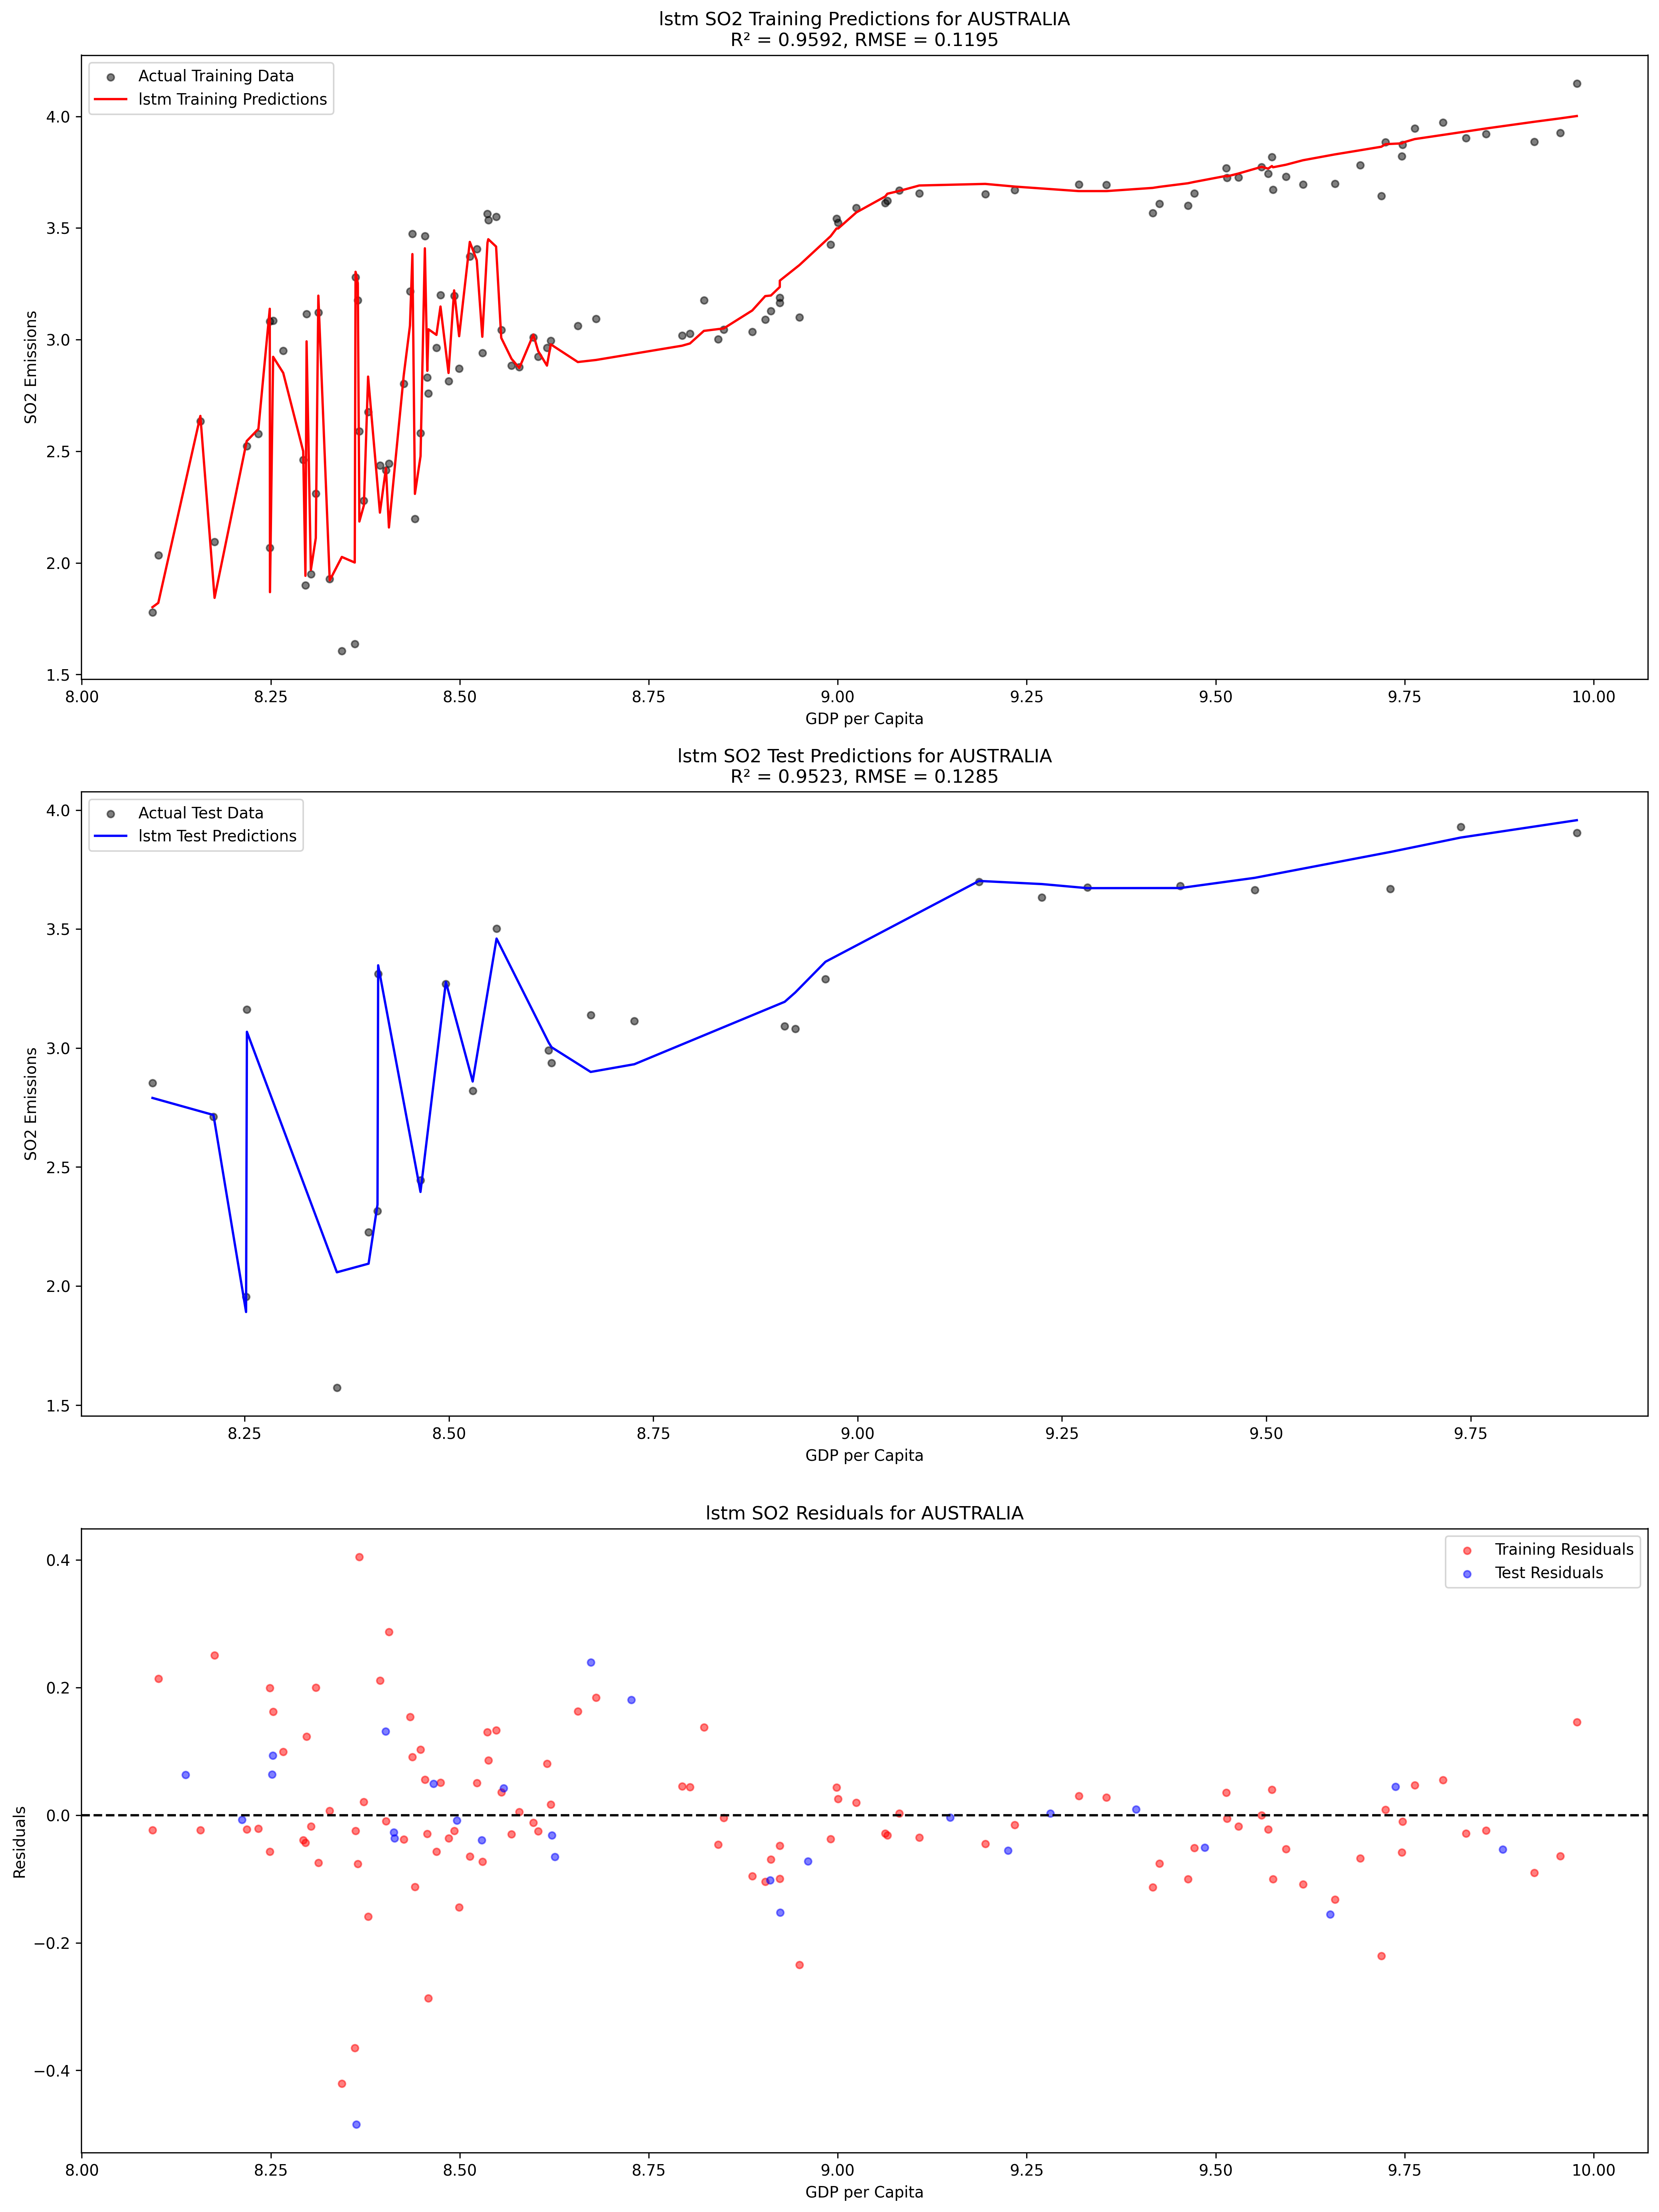 lstm SO2 Training Predictions for AUSTRALIA
R² = 0.9592, RMSE = 0.1195
Actual Training Data
lstm Training Predictions
4.0
3.5
3.0
2.5
2.0
1.5
SO2 Emissions
8.00 8.25 8.50 8.75 9.00 9.25 9.50 9.75 10.00
GDP per Capita
lstm SO2 Test Predictions for AUSTRALIA
R² = 0.9523, RMSE = 0.1285
Actual Test Data
lstm Test Predictions
4.0
3.5
3.0
2.5
2.0
1.5
SO2 Emissions
8.25 8.50 8.75 9.00 9.25 9.50 9.75
GDP per Capita
lstm SO2 Residuals for AUSTRALIA
Training Residuals
Test Residuals
0.4
0.2
0.0
−0.2
−0.4
Residuals
8.00 8.25 8.50 8.75 9.00 9.25 9.50 9.75 10.00
GDP per Capita